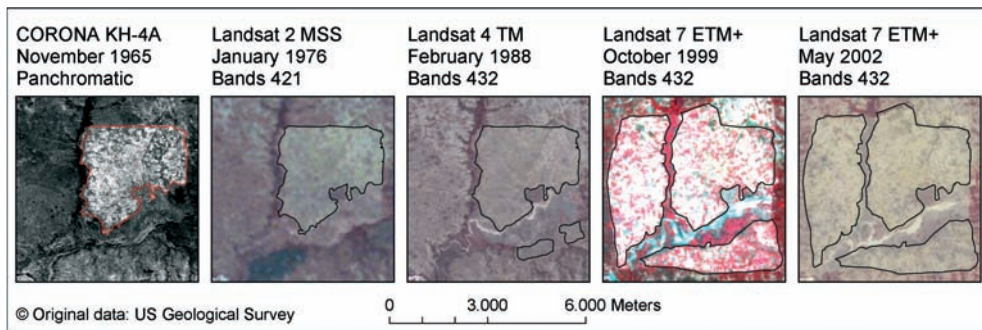 CORONA KH-4A
November 1965
Panchromatic
Landsat 2 MSS
January 1976
Bands 421
Landsat 4 TM
February 1988
Bands 432
Landsat 7 ETM+
October 1999
Bands 432
Landsat 7 ETM+
May 2002
Bands 432
© Original data: US Geological Survey
0 3.000 6.000 Meters